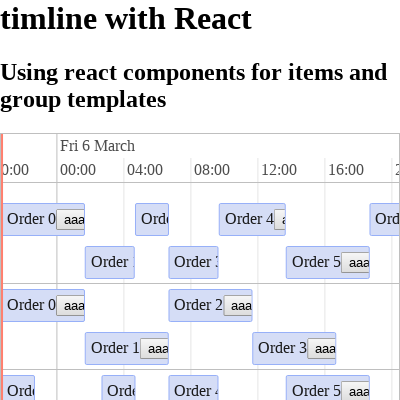 timline with React
Using react components for items and
group templates
Fri 6 March
0:00 00:00 04:00 08:00 12:00 16:00
Order 0 aaa Order 4
Order Order 5 aaa
Order 0 aaa Order 2 aaa
Order 1 aaa Order 3 aaa
Order 5 aaa